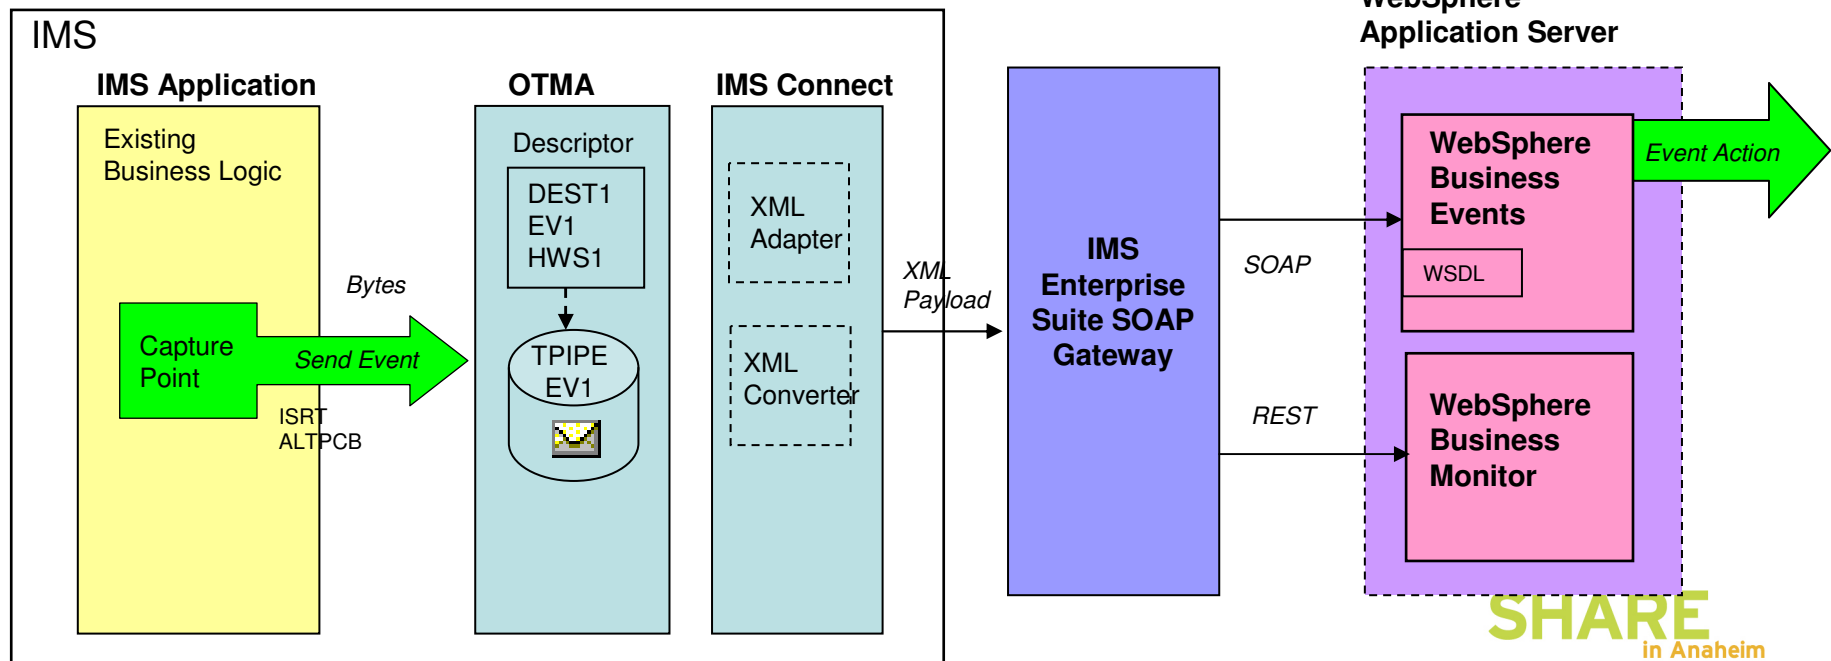 WebSphere
Application Server
IMS
IMS Application
OTMA
IMS Connect
Existing
Business Logic
Descriptor
DEST1
EV1
HWS1
XML
Adapter
WebSphere
Business
Events
Event Action
Bytes
XML
Payload
IMS
Enterprise
Suite SOAP
Gateway
SOAP
WSDL
Capture
Point
Send Event
TPIPE
EV1
XML
Converter
ISRT
ALTPCB
REST
WebSphere
Business
Monitor
SHARE
in Anaheim